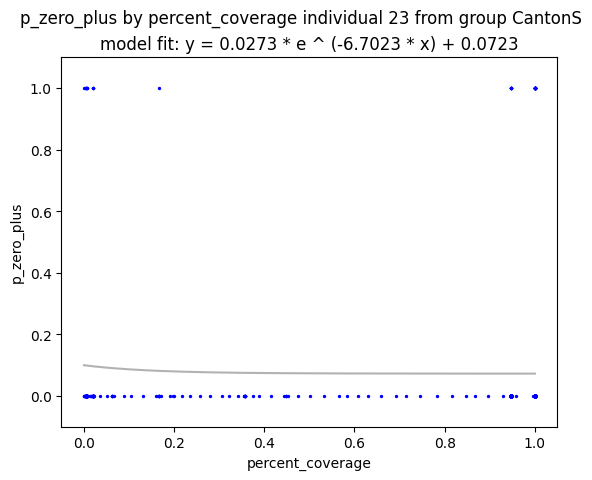 p_zero_plus by percent_coverage individual 23 from group CantonS
model fit: y = 0.0273 * e ^ (-6.7023 * x) + 0.0723
1.0
0.8
0.6
0.4
0.2
0.0
p_zero_plus
0.0 0.2 0.4 0.6 0.8 1.0
percent_coverage